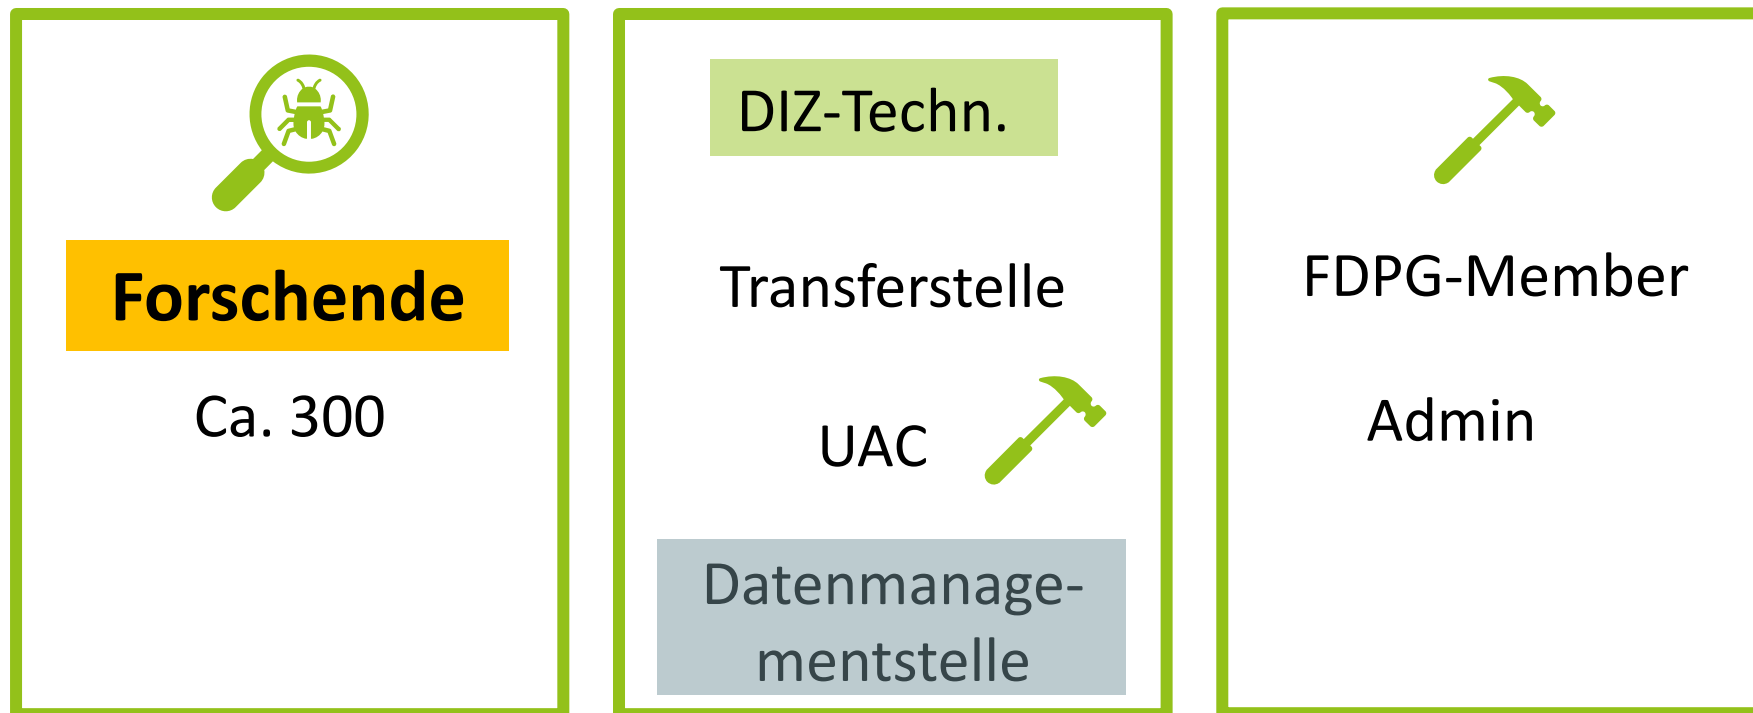 Forschende
Ca. 300
DIZ-Techn.
Transferstelle
UAC
Datenmanage-
mentstelle
FDPG-Member
Admin